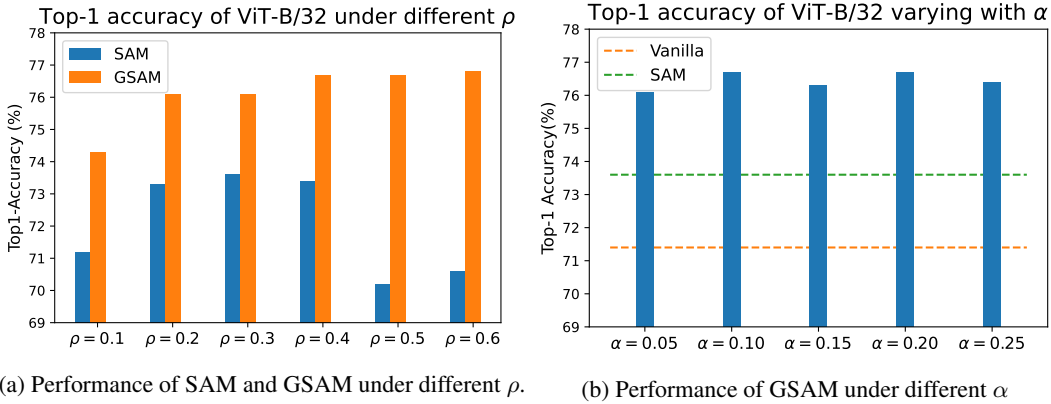 Top-1 accuracy of ViT-B/32 under different ρ
78
77
76
75
74
73
72
71
70
69
Top1-Accuracy (%)
SAM
GSAM
ρ = 0.1
ρ = 0.2
ρ = 0.3
ρ = 0.4
ρ = 0.5
ρ = 0.6
(a) Performance of SAM and GSAM under different ρ.
Top-1 accuracy of ViT-B/32 varying with α
78
77
76
75
74
73
72
71
70
69
Top-1 Accuracy(%)
Vanilla
SAM
α = 0.05
α = 0.10
α = 0.15
α = 0.20
α = 0.25
(b) Performance of GSAM under different α